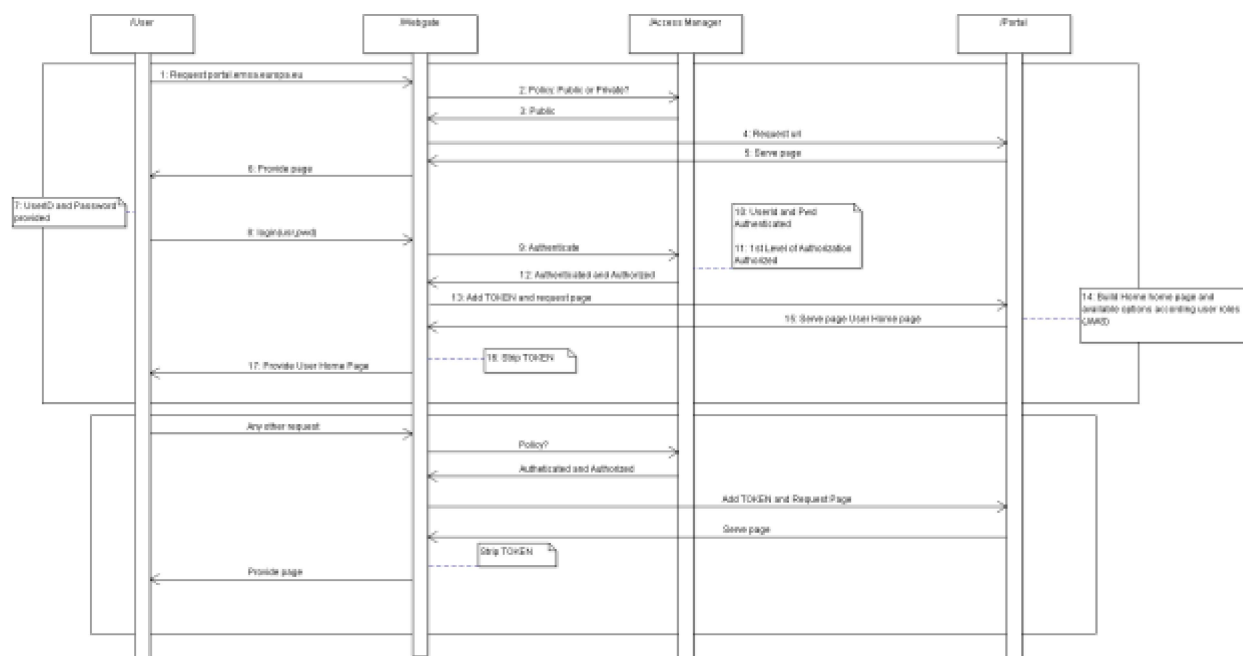 /User
/Webgate
/Access Manager
/Portal
1: Request portal.emsa.europa.eu
2: Policy, Public or Private?
3: Public
4: Request url
5: Serve page
6: Provide page
7: UserID and Password
provided
8: login(usr,pwd)
9: Authenticate
10: UserId and Pwd
Authenticated
11: 1st Level of Authorization
Authorized
12: Authenticated and Authorized
13: Add TOKEN and request page
14: Build Home home page and
available options according user roles
(JAAS)
15: Serve page User Home page
16: Strip TOKEN
17: Provide User Home Page
Any other request
Policy?
Autheticated and Authorized
Add TOKEN and Request Page
Serve page
Strip TOKEN
Provide page